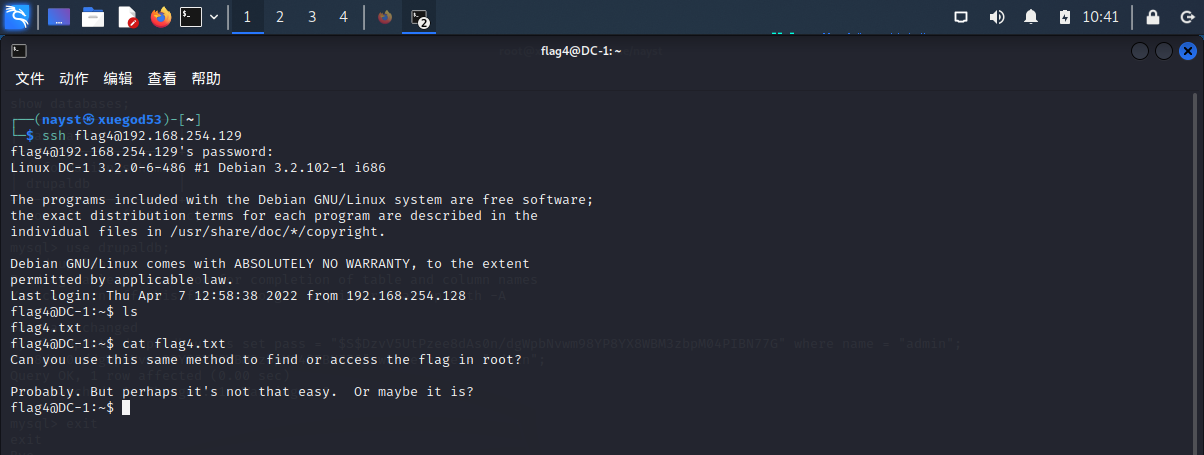 1 2 3 4 2 10:41
flag4@DC-1: ~
文件 动作 编辑 查看 帮助
show databases;
┌──(nayst㉿xuegod53)-[~]
└─$ ssh flag4@192.168.254.129
flag4@192.168.254.129's password:
Linux DC-1 3.2.0-6-486 #1 Debian 3.2.102-1 i686
The programs included with the Debian GNU/Linux system are free software;
the exact distribution terms for each program are described in the
individual files in /usr/share/doc/*/copyright.
Debian GNU/Linux comes with ABSOLUTELY NO WARRANTY, to the extent
permitted by applicable law.
Last login: Thu Apr  7 12:58:38 2022 from 192.168.254.128
flag4@DC-1:~$ ls
flag4.txt
flag4@DC-1:~$ cat flag4.txt
Can you use this same method to find or access the flag in root?
Probably. But perhaps it's not that easy.  Or maybe it is?
flag4@DC-1:~$
mysql> exit